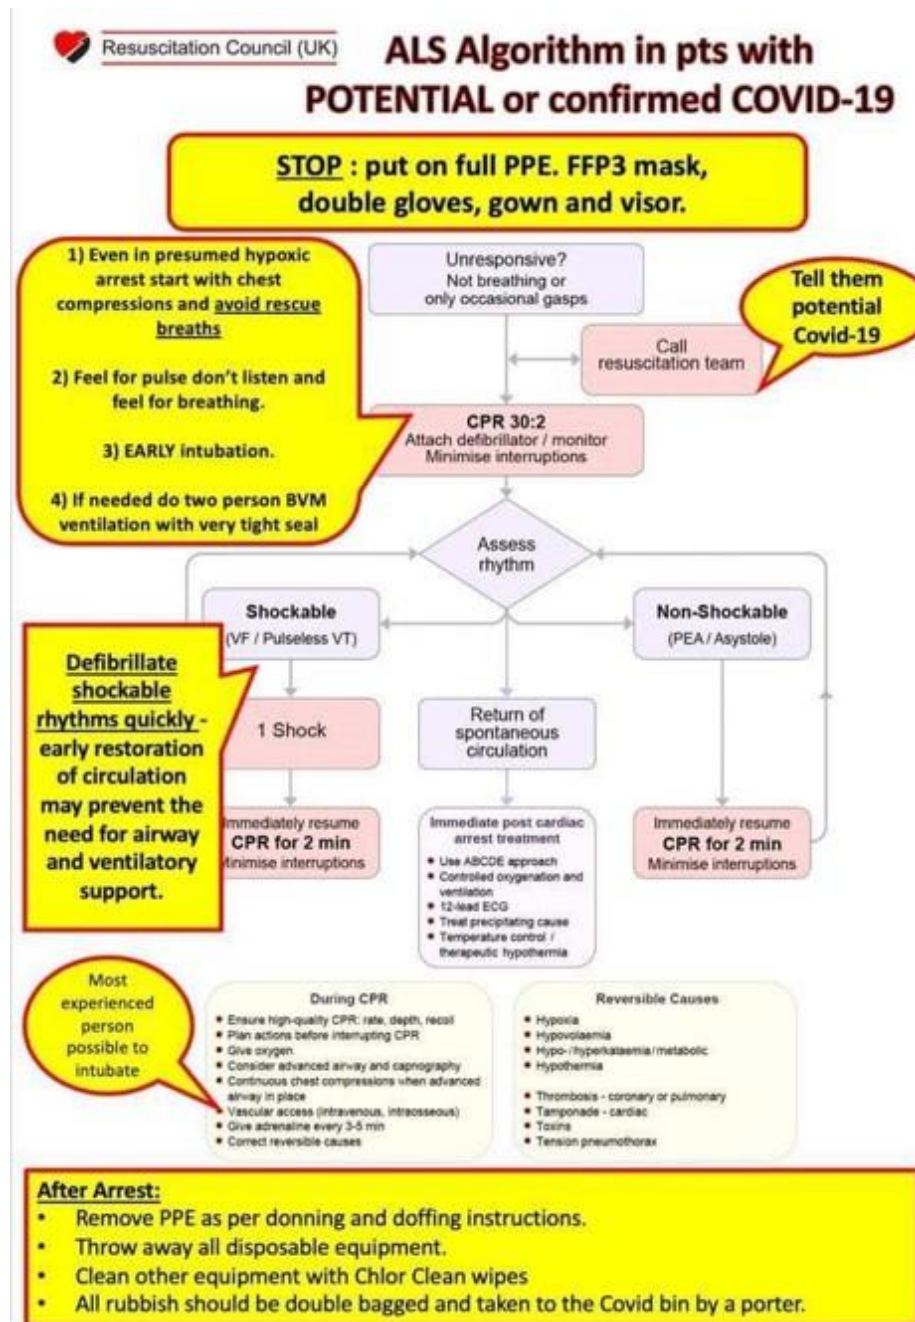 Resuscitation Council (UK)
ALS Algorithm in pts with
POTENTIAL or confirmed COVID-19
STOP : put on full PPE. FFP3 mask,
double gloves, gown and visor.
1) Even in presumed hypoxic
arrest start with chest
compressions and avoid rescue
breaths
2) Feel for pulse don't listen and
feel for breathing.
3) EARLY intubation.
4) If needed do two person BVM
ventilation with very tight seal
Unresponsive?
Not breathing or
only occasional gasps
Tell them
potential
Covid-19
Call
resuscitation team
CPR 30:2
Attach defibrillator / monitor
Minimise interruptions
Assess
rhythm
Shockable
(VF / Pulseless VT)
Non-Shockable
(PEA / Asystole)
Defibrillate
shockable
rhythms quickly -
early restoration
of circulation
may prevent the
need for airway
and ventilatory
support.
1 Shock
Return of
spontaneous
circulation
Immediately resume
CPR for 2 min
Minimise interruptions
Immediate post cardiac
arrest treatment
• Use ABCDE approach
• Controlled oxygenation and
ventilation
• 12-lead ECG
• Treat precipitating cause
• Temperature control /
therapeutic hypothermia
Immediately resume
CPR for 2 min
Minimise interruptions
Most
experienced
person
possible to
intubate
During CPR
• Ensure high-quality CPR: rate, depth, recoil
• Plan actions before interrupting CPR
• Give oxygen
• Consider advanced airway and capnography
• Continuous chest compressions when advanced
airway in place
• Vascular access (intravenous, intraosseous)
• Give adrenaline every 3-5 min
• Correct reversible causes
Reversible Causes
• Hypoxia
• Hypovolaemia
• Hypo-/hyperkalaemia/metabolic
• Hypothermia
• Thrombosis - coronary or pulmonary
• Tamponade - cardiac
• Toxins
• Tension pneumothorax
After Arrest:
• Remove PPE as per donning and doffing instructions.
• Throw away all disposable equipment.
• Clean other equipment with Chlor Clean wipes
• All rubbish should be double bagged and taken to the Covid bin by a porter.